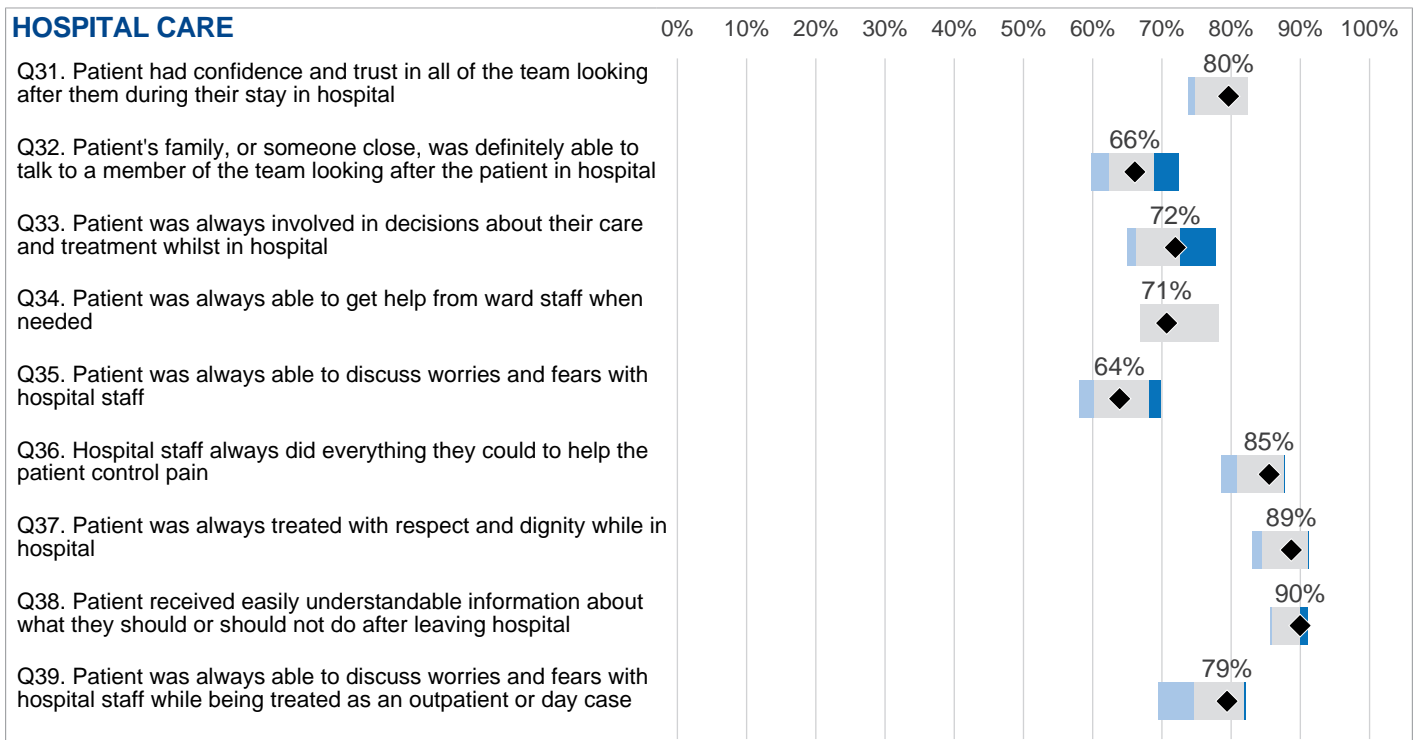 HOSPITAL CARE
0% 10% 20% 30% 40% 50% 60% 70% 80% 90% 100%
Q31. Patient had confidence and trust in all of the team looking
after them during their stay in hospital
80%
Q32. Patient's family, or someone close, was definitely able to
talk to a member of the team looking after the patient in hospital
66%
Q33. Patient was always involved in decisions about their care
and treatment whilst in hospital
72%
Q34. Patient was always able to get help from ward staff when
needed
71%
Q35. Patient was always able to discuss worries and fears with
hospital staff
64%
Q36. Hospital staff always did everything they could to help the
patient control pain
85%
Q37. Patient was always treated with respect and dignity while in
hospital
89%
Q38. Patient received easily understandable information about
what they should or should not do after leaving hospital
90%
Q39. Patient was always able to discuss worries and fears with
hospital staff while being treated as an outpatient or day case
79%